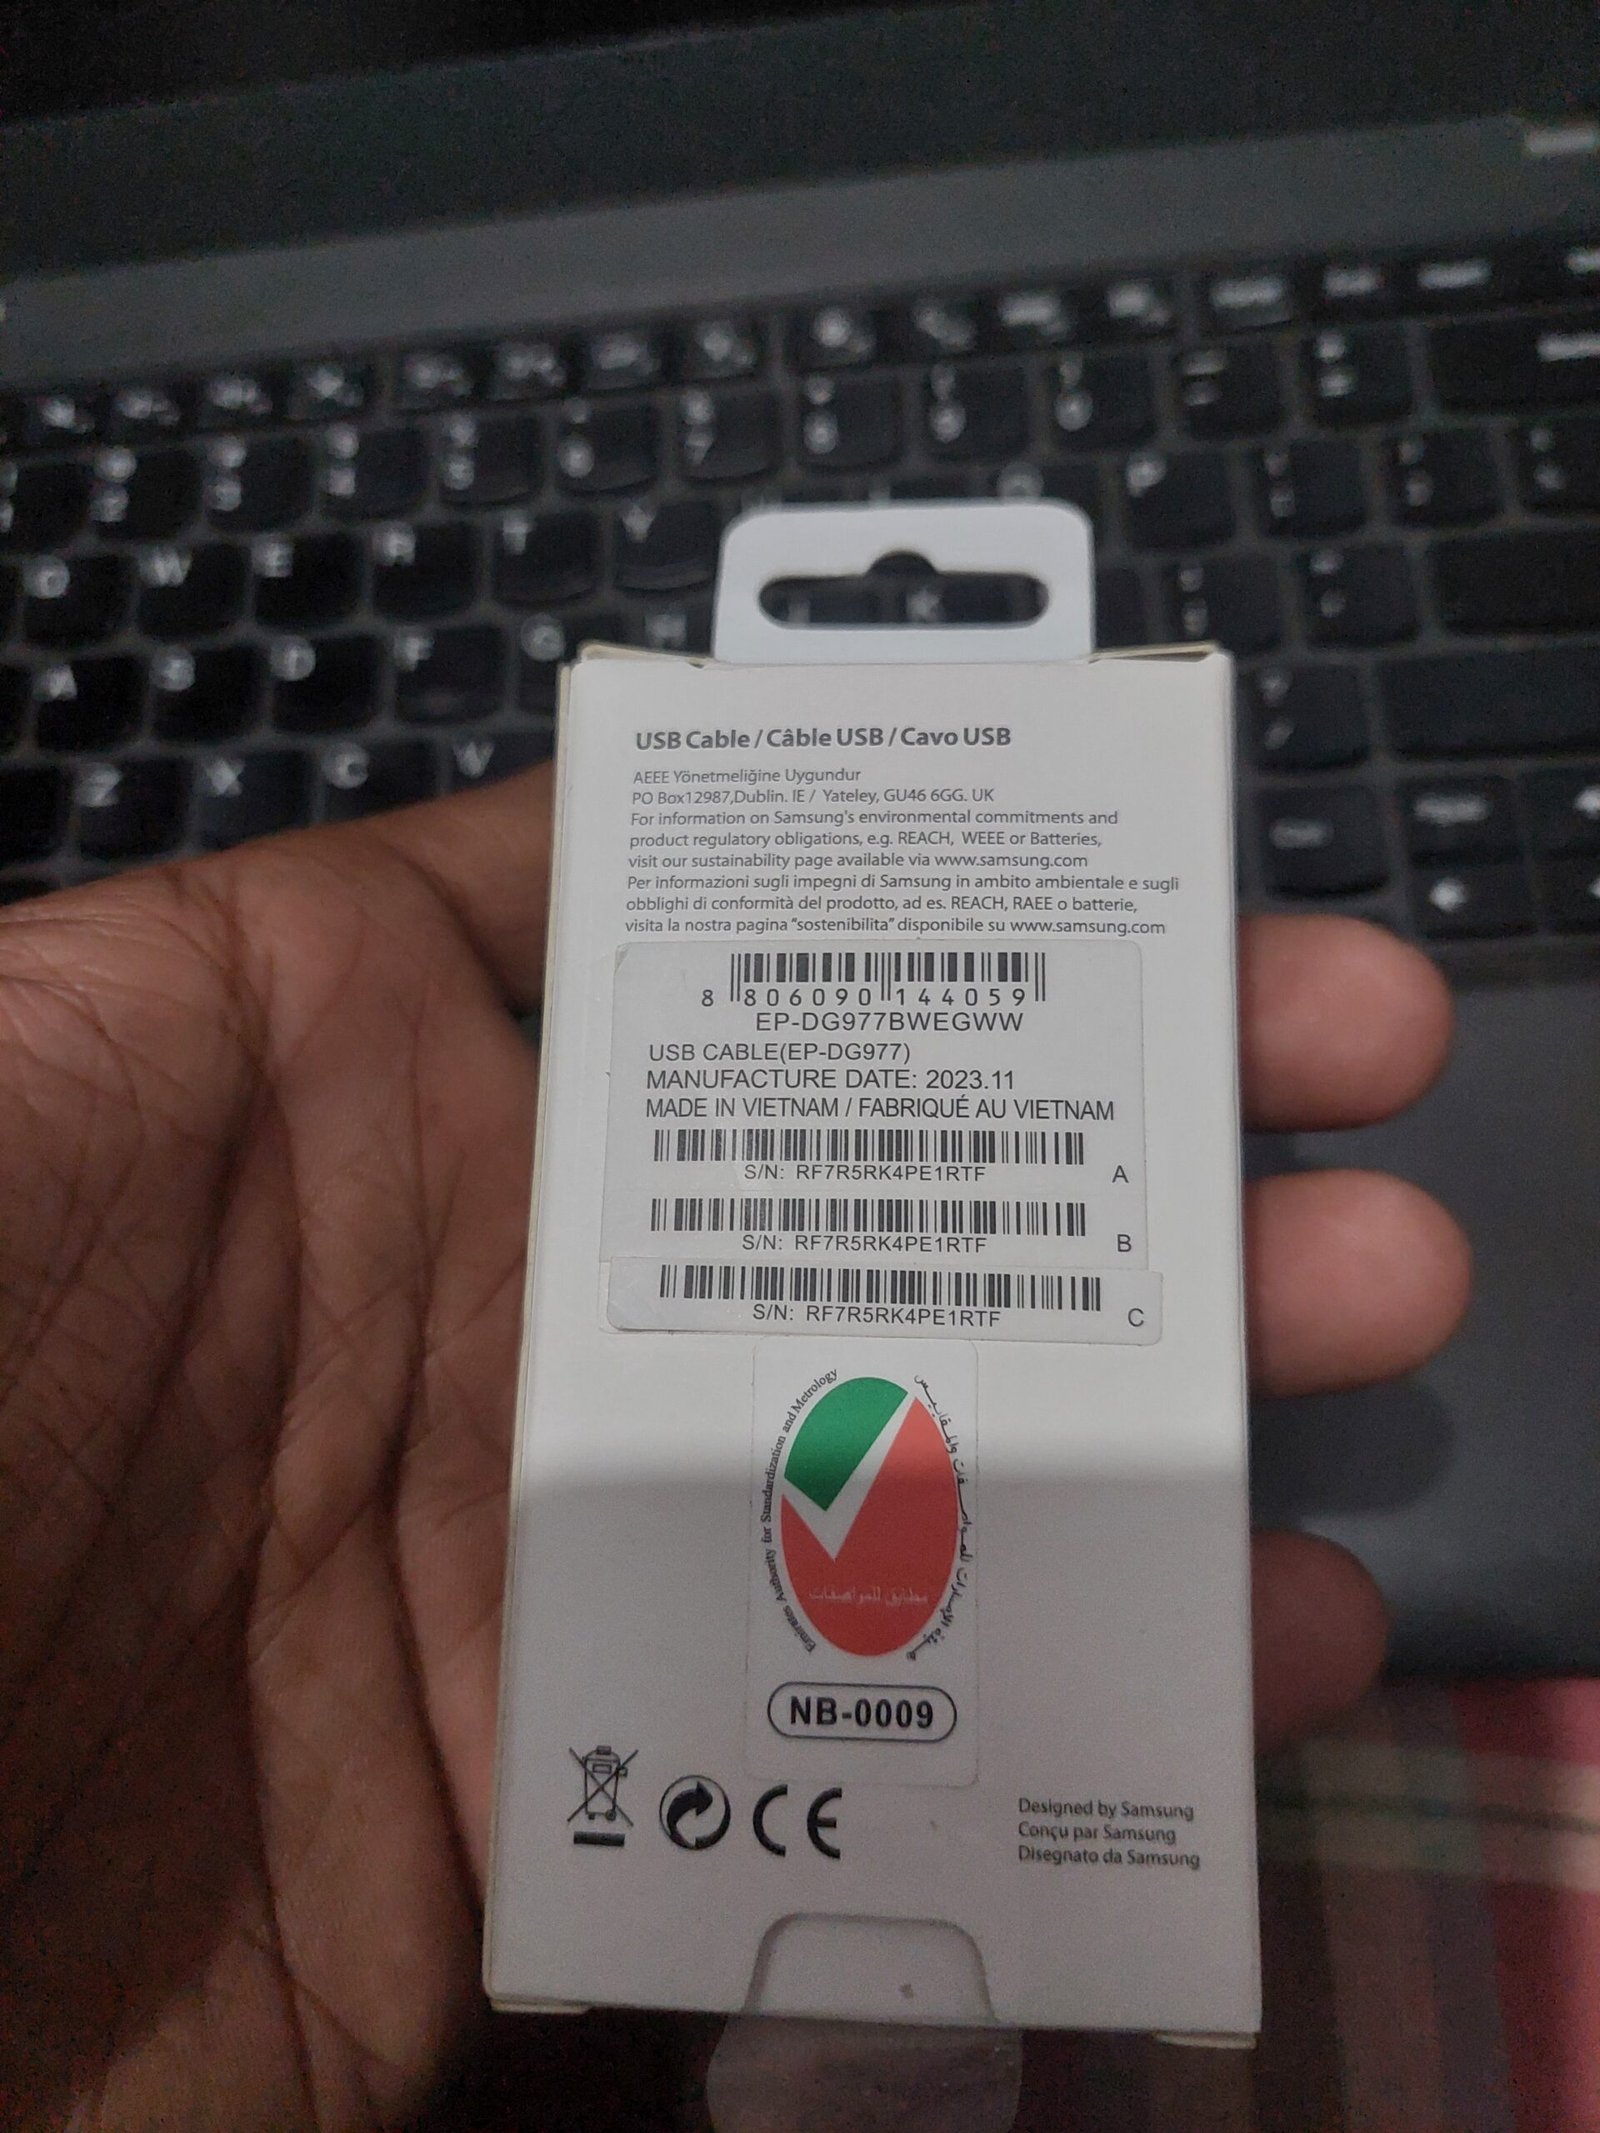 USB Cable / Câble USB / Cavo USB
AEEE Yönetmeliğine Uygundur
PO Box12987,Dublin. IE / Yateley, GU46 6GG. UK
For information on Samsung's environmental commitments and
product regulatory obligations, e.g. REACH, WEEE or Batteries,
visit our sustainability page available via www.samsung.com
Per informazioni sugli impegni di Samsung in ambito ambientale e sugli
obblighi di conformità del prodotto, ad es. REACH, RAEE o batterie,
visita la nostra pagina "sostenibilita" disponibile su www.samsung.com
8 806090 144059
EP-DG977BWEGWW
USB CABLE(EP-DG977)
MANUFACTURE DATE: 2023.11
MADE IN VIETNAM / FABRIQUÉ AU VIETNAM
S/N: RF7R5RK4PE1RTF A
S/N: RF7R5RK4PE1RTF B
S/N: RF7R5RK4PE1RTF C
Emirates Authority for Standardization and Metrology
هيئة الإمارات للمواصفات والمقاييس
مطابق للمواصفات
NB-0009
CE
Designed by Samsung
Conçu par Samsung
Disegnato da Samsung